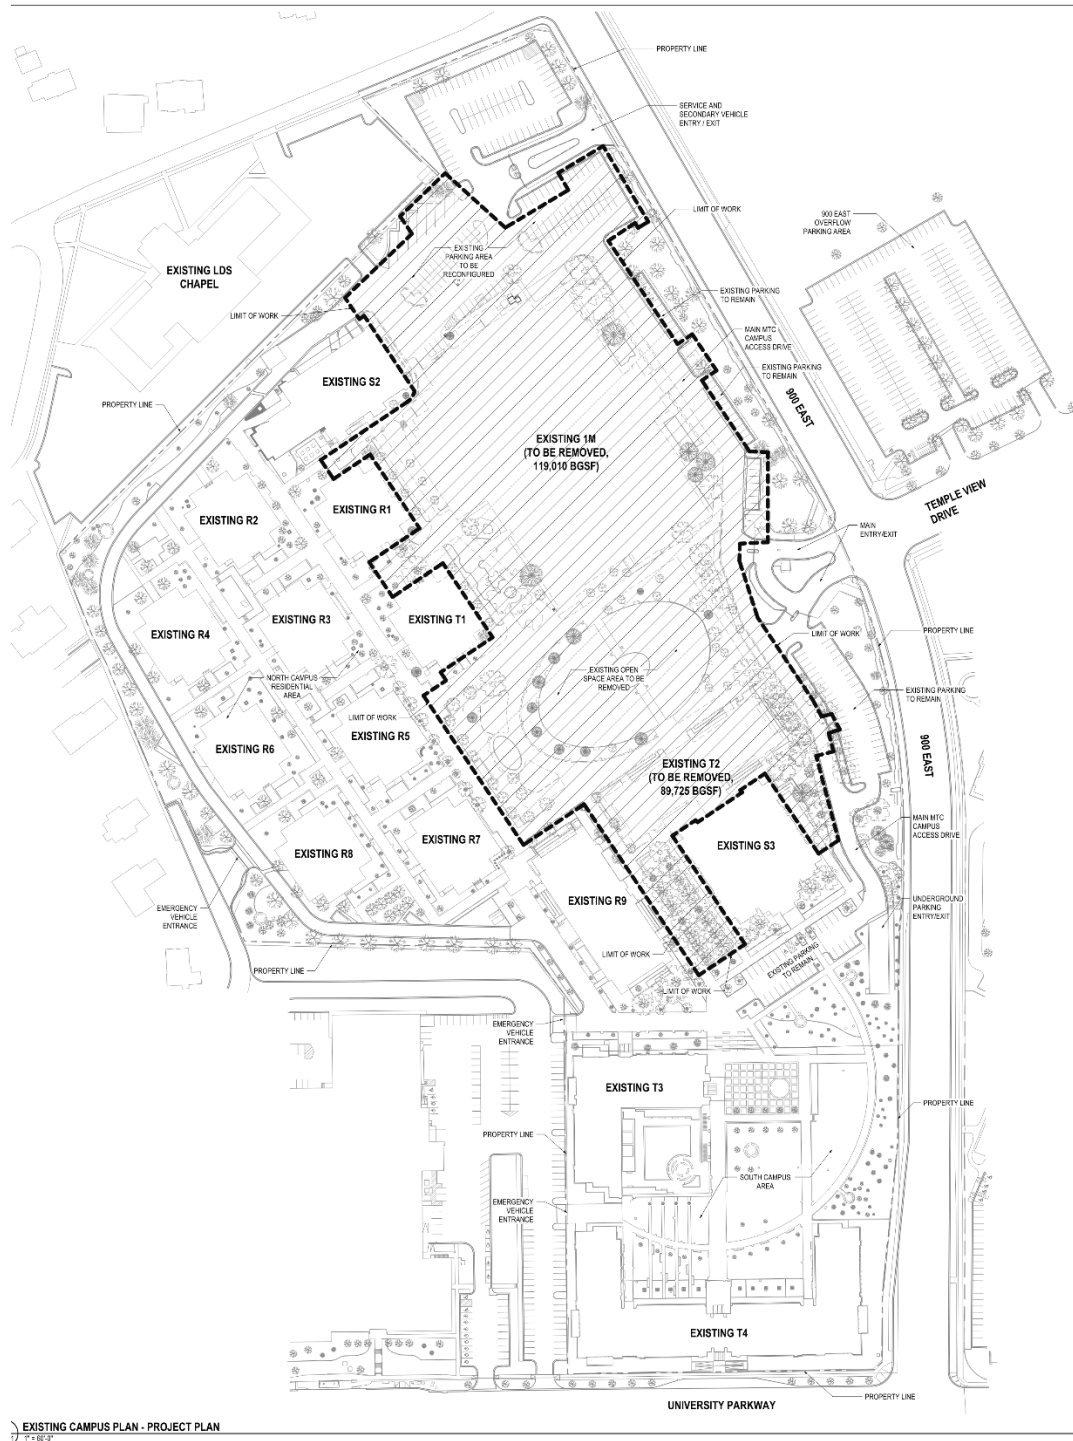 PROPERTY LINE
SERVICE AND
SECONDARY VEHICLE
ENTRY / EXIT
LIMIT OF WORK
900 EAST
OVERFLOW
PARKING AREA
EXISTING
PARKING AREA
TO BE
RECONFIGURED
EXISTING LDS
CHAPEL
EXISTING PARKING
TO REMAIN
LIMIT OF WORK
MAIN MTC
CAMPUS
ACCESS DRIVE
EXISTING PARKING
TO REMAIN
EXISTING S2
900 EAST
PROPERTY LINE
EXISTING 1M
(TO BE REMOVED,
119,010 BGSF)
TEMPLE VIEW
DRIVE
EXISTING R1
EXISTING R2
MAIN
ENTRY/EXIT
EXISTING R3
EXISTING T1
EXISTING R4
LIMIT OF WORK
PROPERTY LINE
EXISTING OPEN
SPACE AREA TO BE
REMOVED
NORTH CAMPUS
RESIDENTIAL
AREA
EXISTING PARKING
TO REMAIN
LIMIT OF WORK
EXISTING R5
EXISTING R6
900 EAST
EXISTING T2
(TO BE REMOVED,
89,725 BGSF)
MAIN MTC
CAMPUS
ACCESS DRIVE
EXISTING R7
EXISTING S3
EXISTING R8
EXISTING R9
UNDERGROUND
PARKING
ENTRY/EXIT
EMERGENCY
VEHICLE
ENTRANCE
LIMIT OF WORK
EXISTING PARKING
TO REMAIN
PROPERTY LINE
LIMIT OF WORK
EMERGENCY
VEHICLE
ENTRANCE
EXISTING T3
PROPERTY LINE
PROPERTY LINE
SOUTH CAMPUS
AREA
EMERGENCY
VEHICLE
ENTRANCE
EXISTING T4
PROPERTY LINE
UNIVERSITY PARKWAY
EXISTING CAMPUS PLAN - PROJECT PLAN
1" = 60'-0"